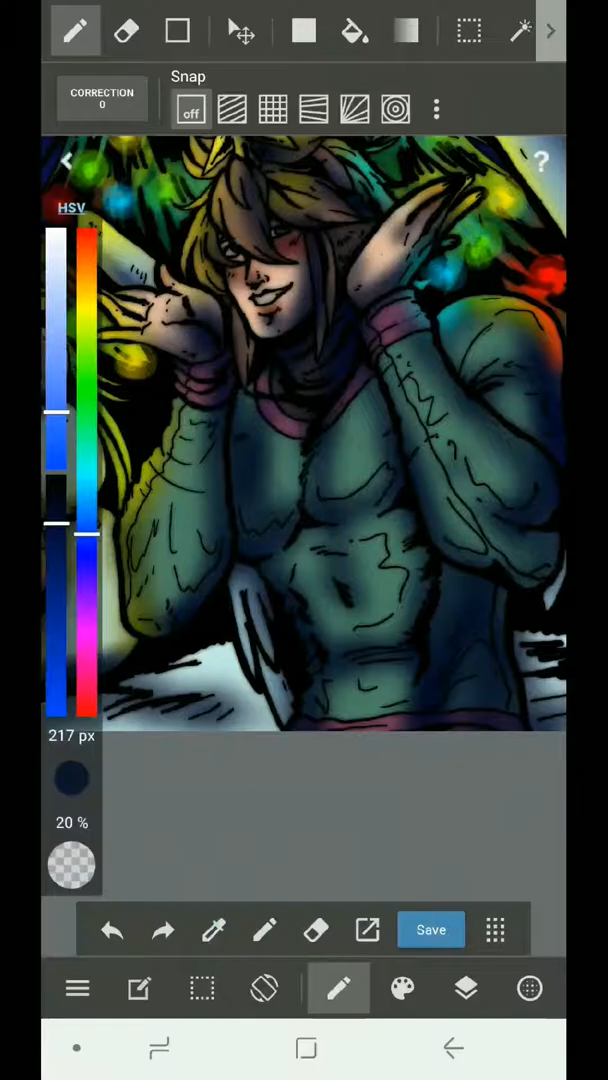 Snap
CORRECTION
0
off
?
HSV
217 px
20 %
Save